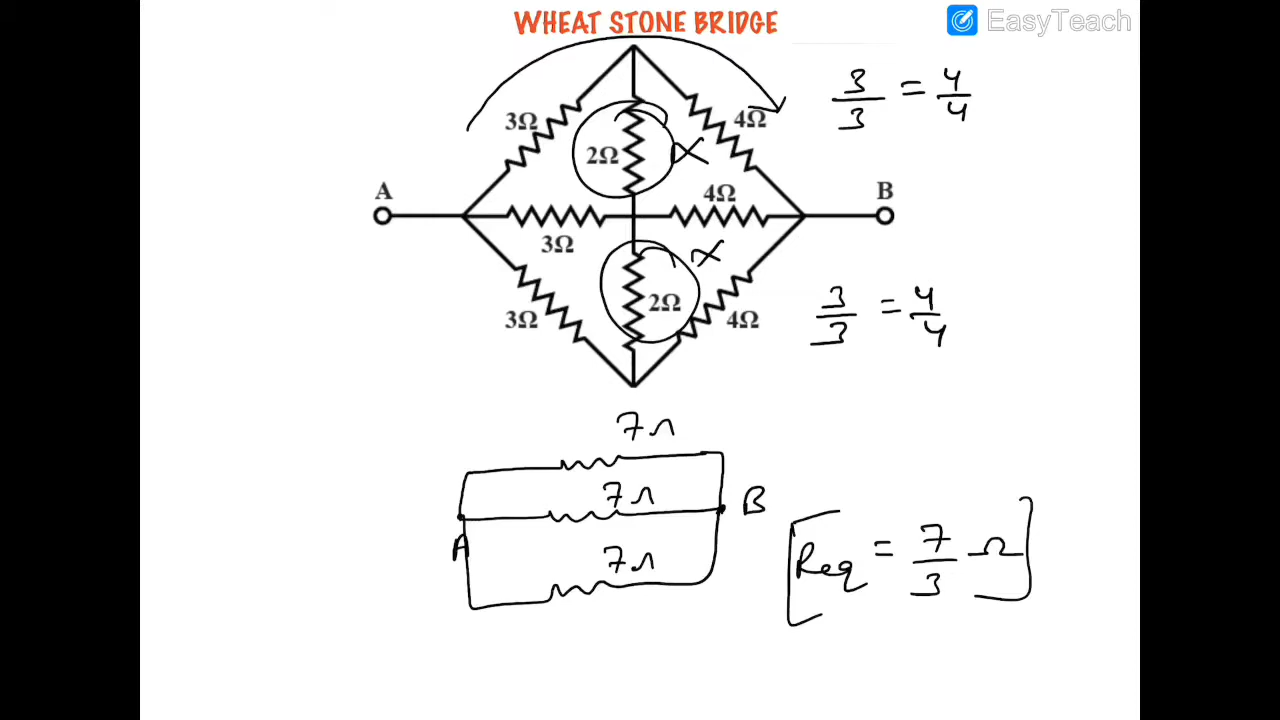 WHEAT STONE BRIDGE
EasyTeach
3/3 = 4/4
3Ω
4Ω
2Ω
A
4Ω
B
3Ω
2Ω
3Ω
4Ω
3/3 = 4/4
7Ω
7Ω
B
A
7Ω
Req = 7/3 Ω